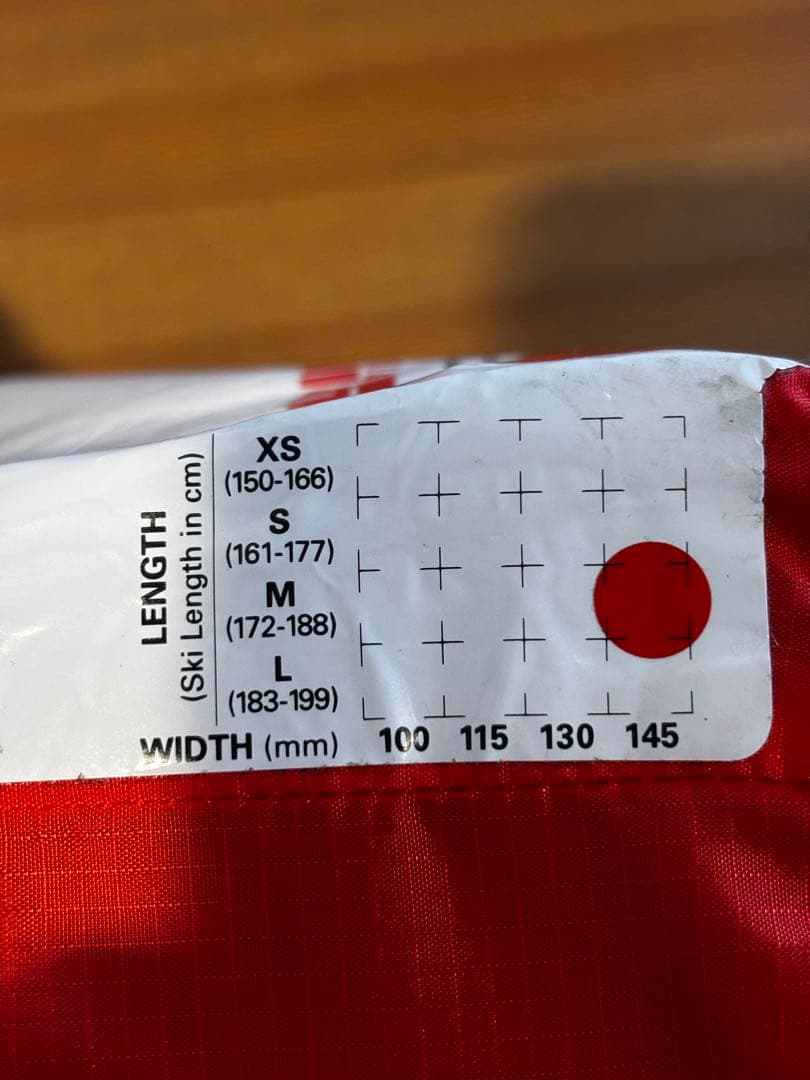 LENGTH
(Ski Length in cm)
XS
(150-166)
S
(161-177)
M
(172-188)
L
(183-199)
WIDTH (mm) 100 115 130 145